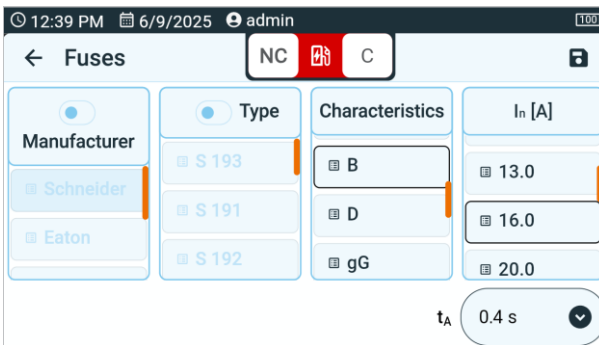 12:39 PM 6/9/2025 admin 100
Fuses NC C
Manufacturer
Schneider
Eaton
Type
S 193
S 191
S 192
Characteristics
B
D
gG
In [A]
13.0
16.0
20.0
tA 0.4 s